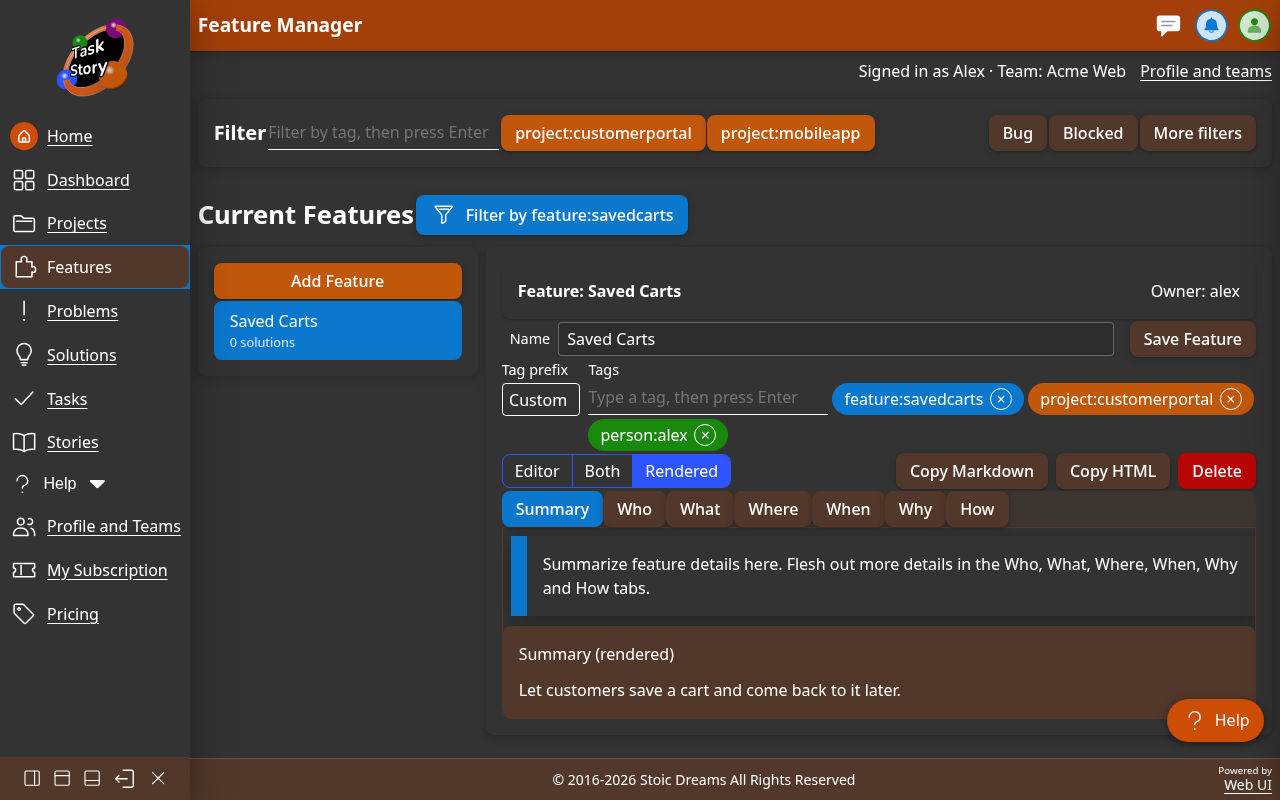 Task Story
Home
Dashboard
Projects
Features
Problems
Solutions
Tasks
Stories
Help
Profile and Teams
My Subscription
Pricing
Feature Manager
Signed in as Alex · Team: Acme Web Profile and teams
Filter Filter by tag, then press Enter project:customerportal project:mobileapp Bug Blocked More filters
Current Features Filter by feature:savedcarts
Add Feature
Saved Carts
0 solutions
Feature: Saved Carts Owner: alex
Name Saved Carts Save Feature
Tag prefix Tags
Custom Type a tag, then press Enter feature:savedcarts project:customerportal
person:alex
Editor Both Rendered Copy Markdown Copy HTML Delete
Summary Who What Where When Why How
Summarize feature details here. Flesh out more details in the Who, What, Where, When, Why
and How tabs.
Summary (rendered)
Let customers save a cart and come back to it later.
Help
© 2016-2026 Stoic Dreams All Rights Reserved
Powered by
Web UI